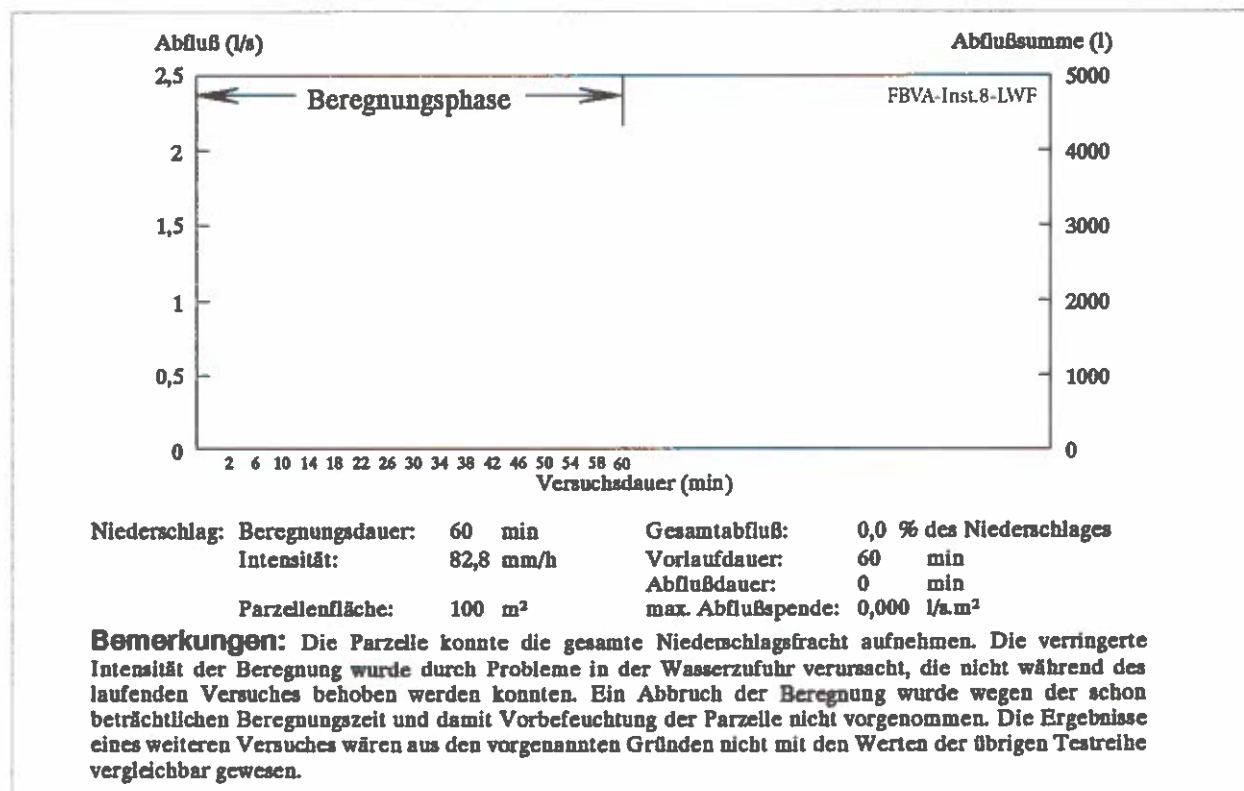 Abfluß (l/s) Abflußsumme (l)
2,5 5000
Beregnungsphase FBVA-Inst.8-LWF
2 4000
1,5 3000
1 2000
0,5 1000
0 0
2 6 10 14 18 22 26 30 34 38 42 46 50 54 58 60
Versuchsdauer (min)
Niederschlag: Beregnungsdauer: 60 min Gesamtabfluß: 0,0 % des Niederschlages
Intensität: 82,8 mm/h Vorlaufdauer: 60 min
Abflußdauer: 0 min
Parzellenfläche: 100 m² max. Abflußspende: 0,000 l/s.m²
Bemerkungen: Die Parzelle konnte die gesamte Niederschlagsfracht aufnehmen. Die verringerte
Intensität der Beregnung wurde durch Probleme in der Wasserzufuhr verursacht, die nicht während des
laufenden Versuches behoben werden konnten. Ein Abbruch der Beregnung wurde wegen der schon
beträchtlichen Beregnungszeit und damit Vorbefeuchtung der Parzelle nicht vorgenommen. Die Ergebnisse
eines weiteren Versuches wären aus den vorgenannten Gründen nicht mit den Werten der übrigen Testreihe
vergleichbar gewesen.